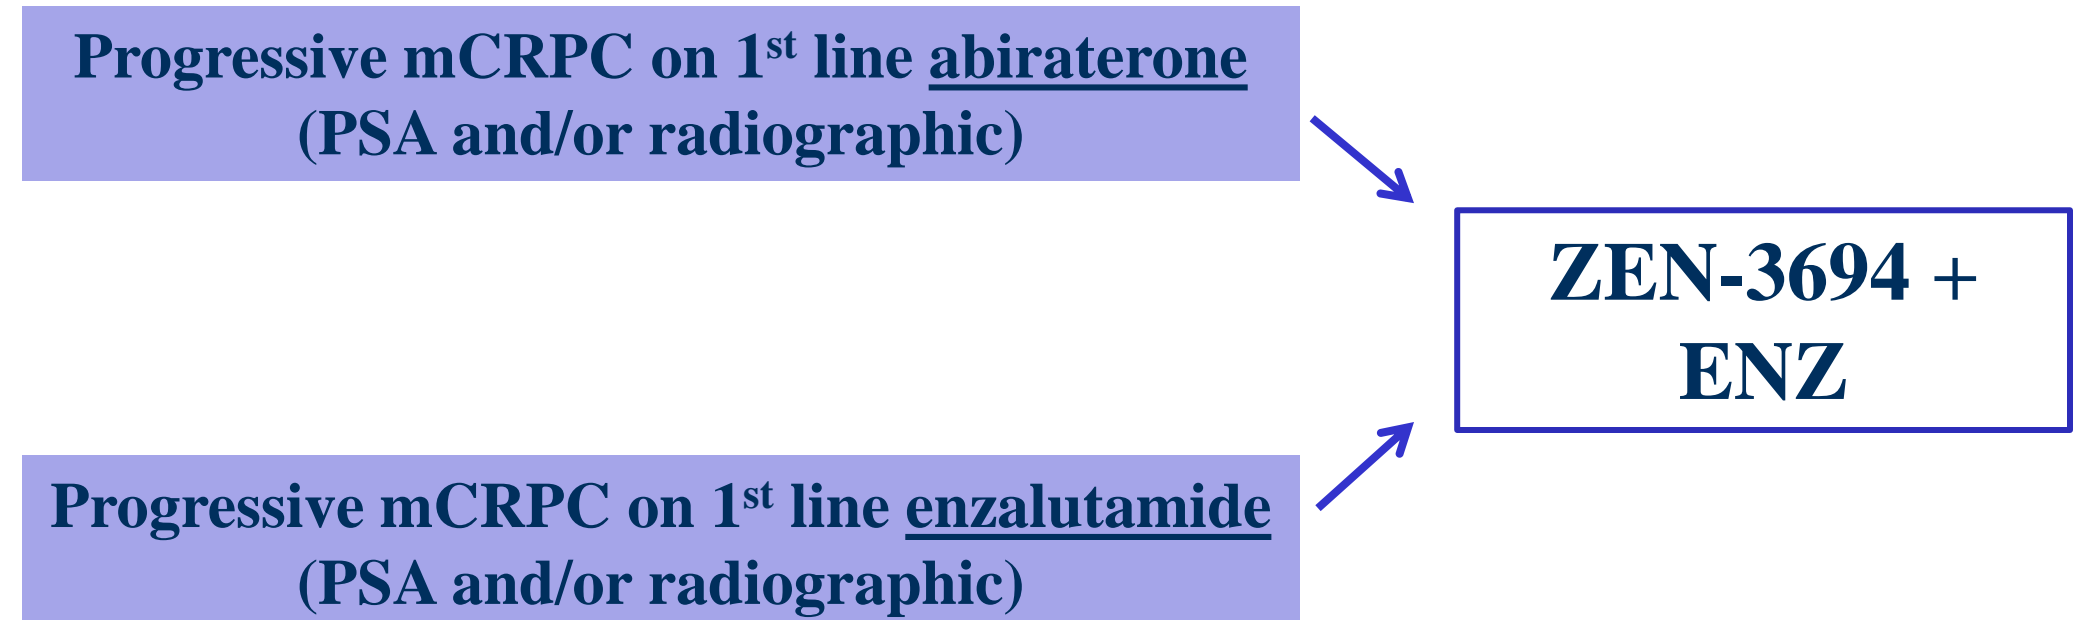 Progressive mCRPC on 1st line abiraterone
(PSA and/or radiographic)
ZEN-3694 +
ENZ
Progressive mCRPC on 1st line enzalutamide
(PSA and/or radiographic)